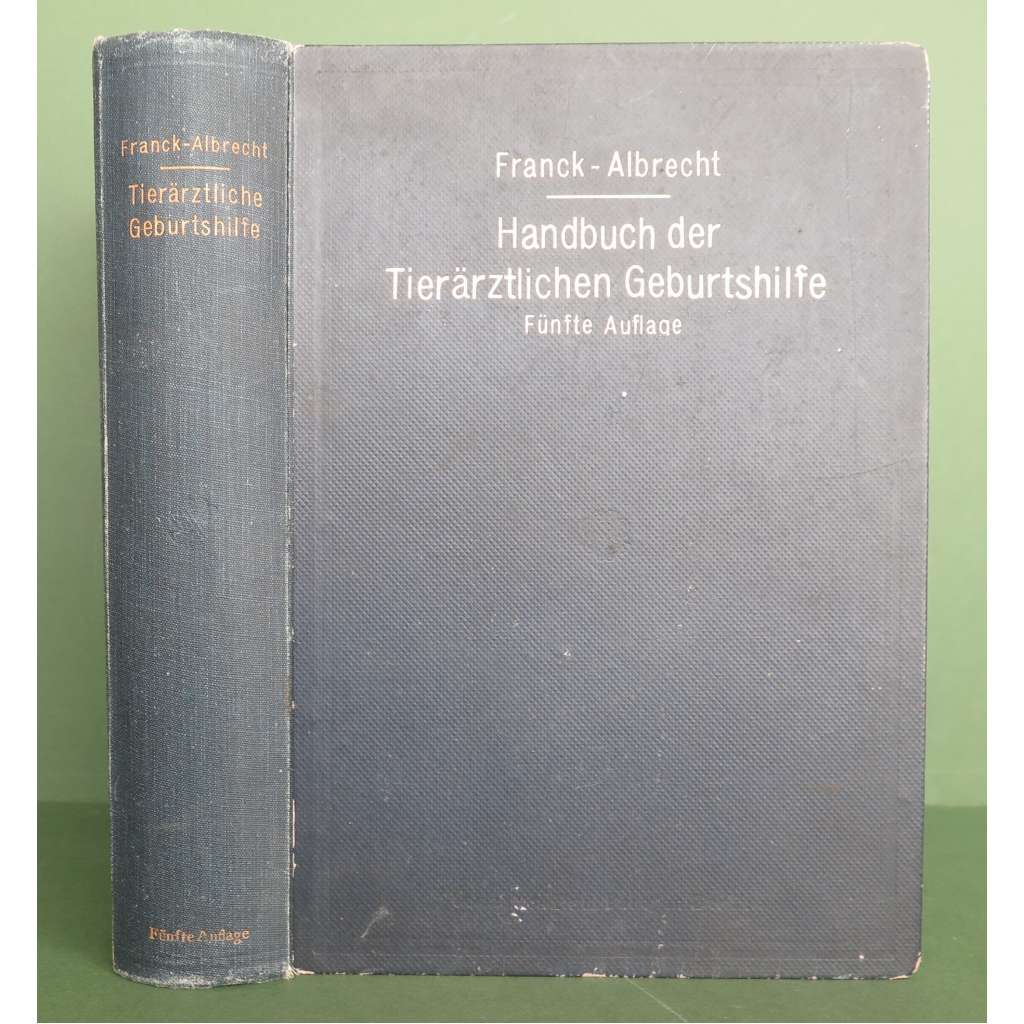 Franck-Albrecht
Tierärztliche
Geburtshilfe
Fünfte Auflage
Franck - Albrecht
Handbuch der
Tierärztlichen Geburtshilfe
Fünfte Auflage